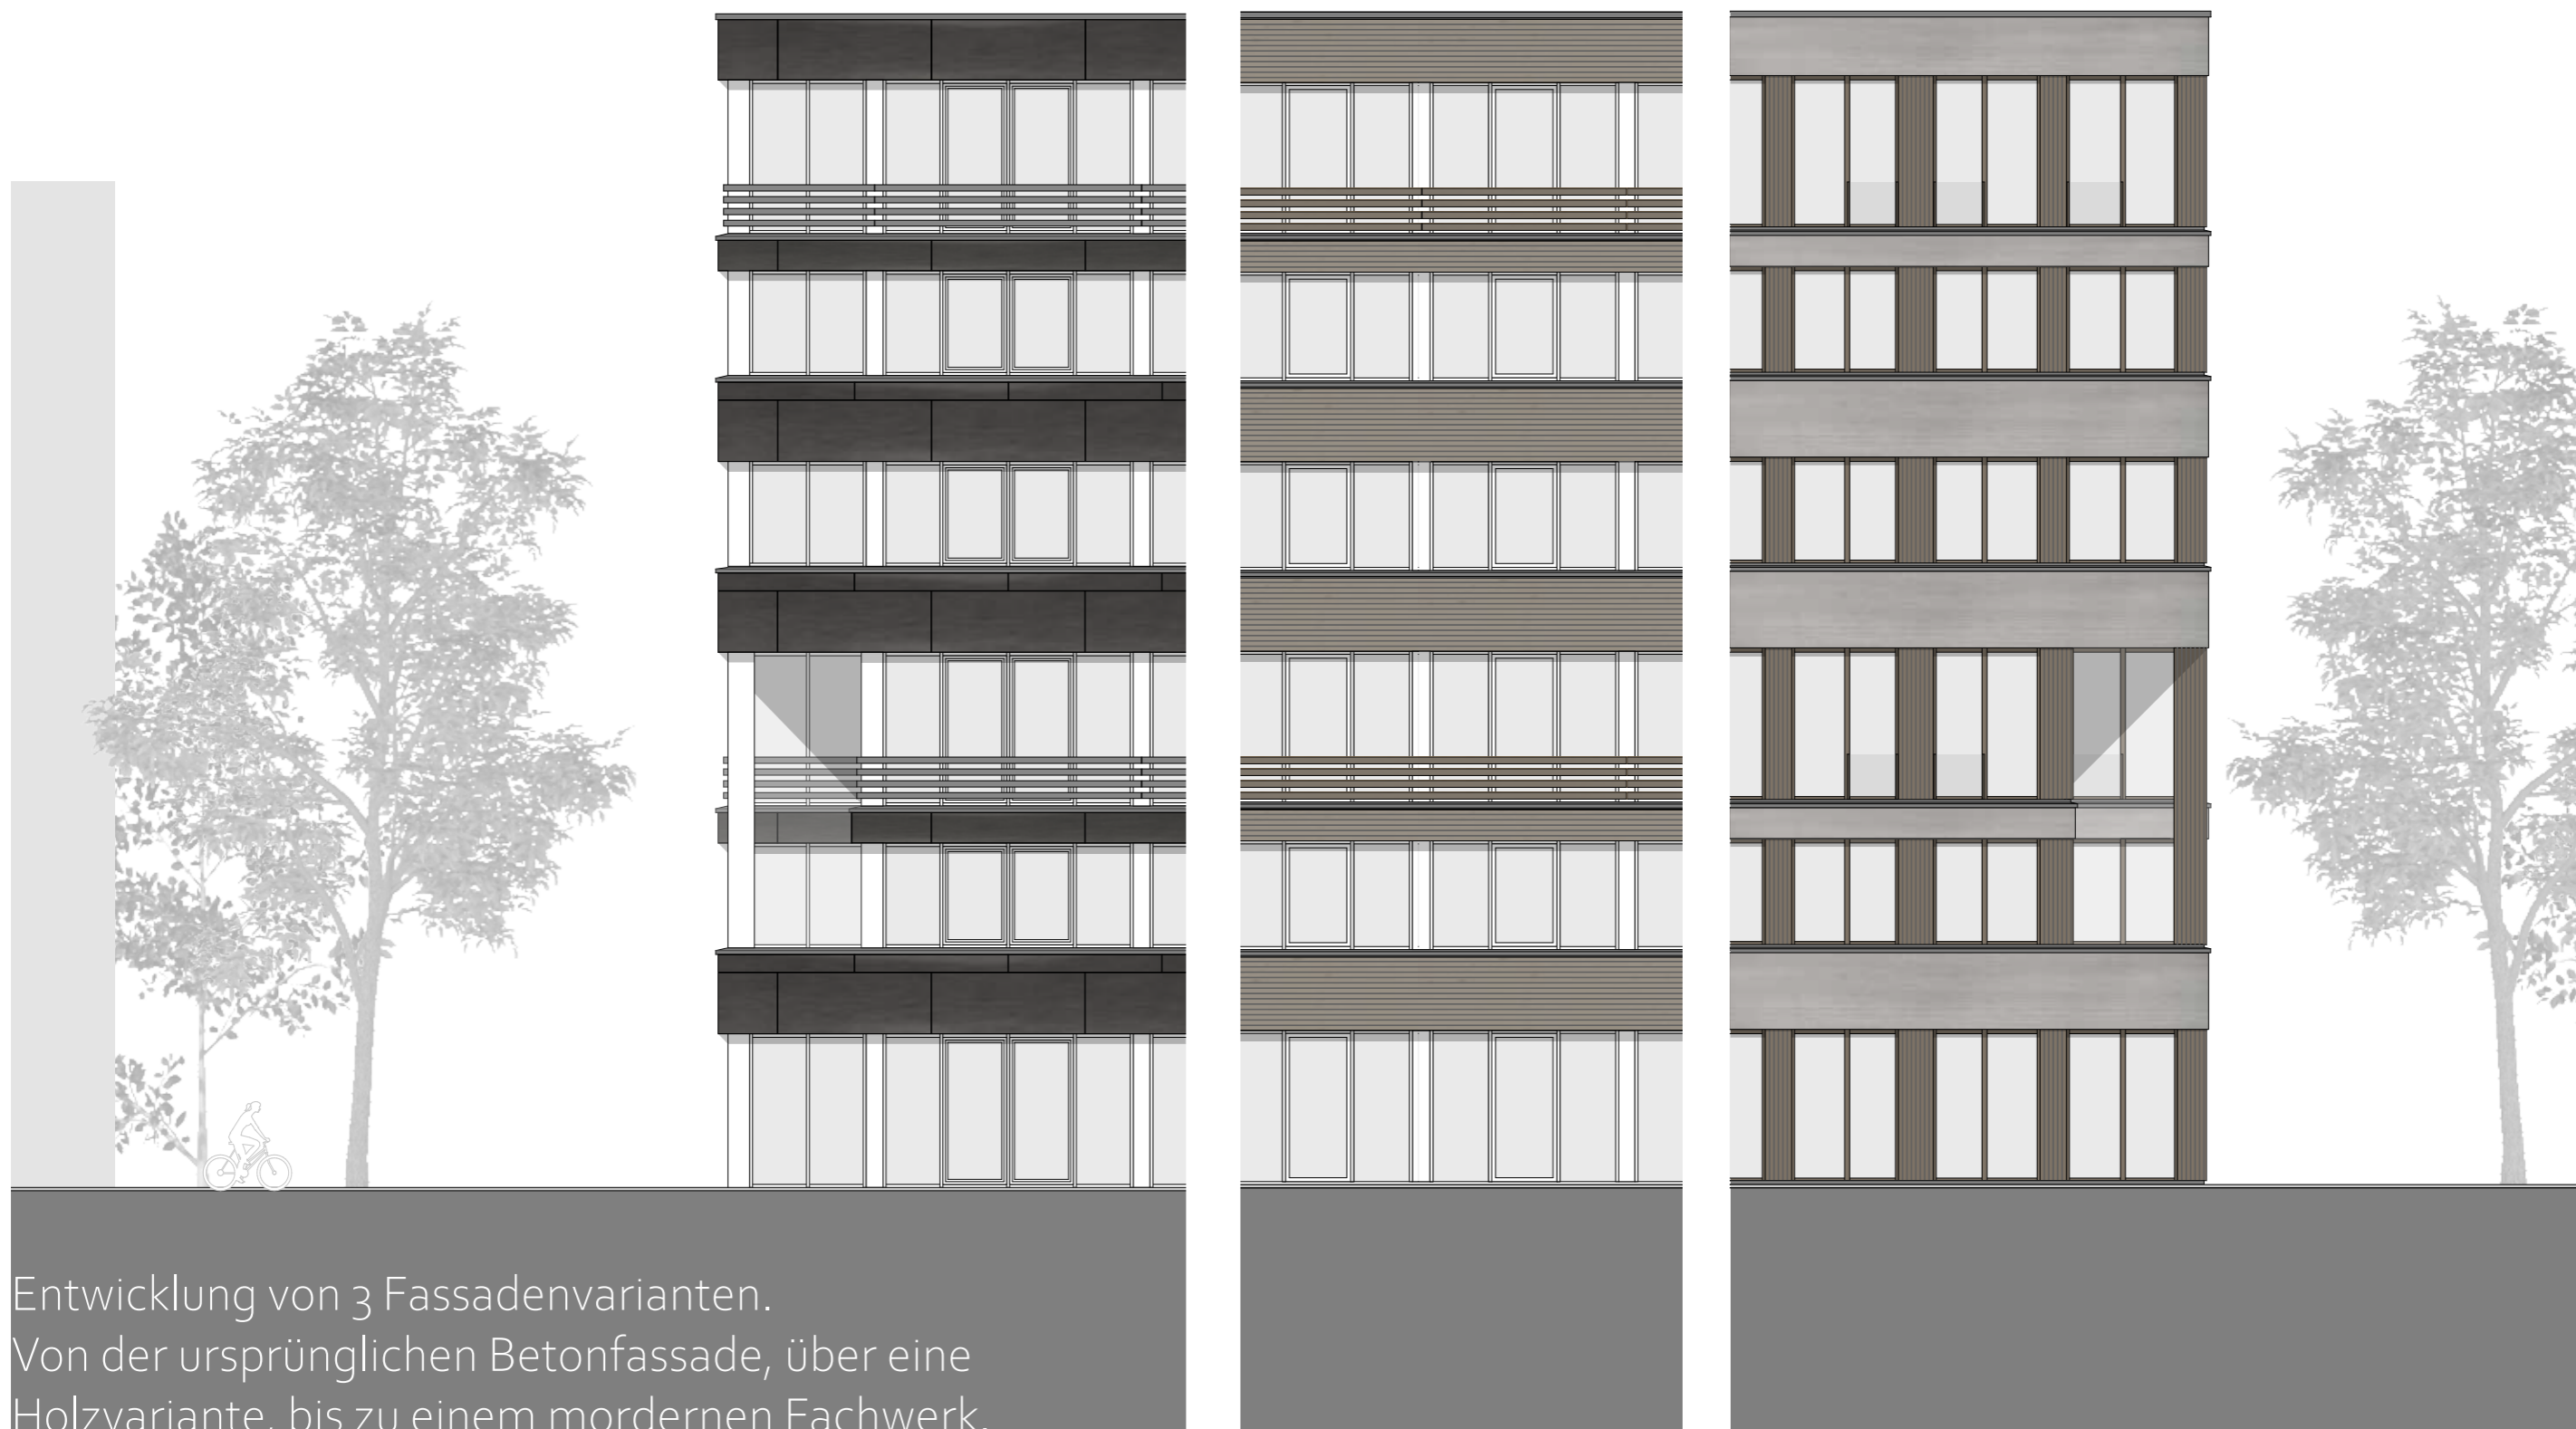 Entwicklung von 3 Fassadenvarianten.
Von der ursprünglichen Betonfassade, über eine
Holzvariante, bis zu einem mordernen Fachwerk.